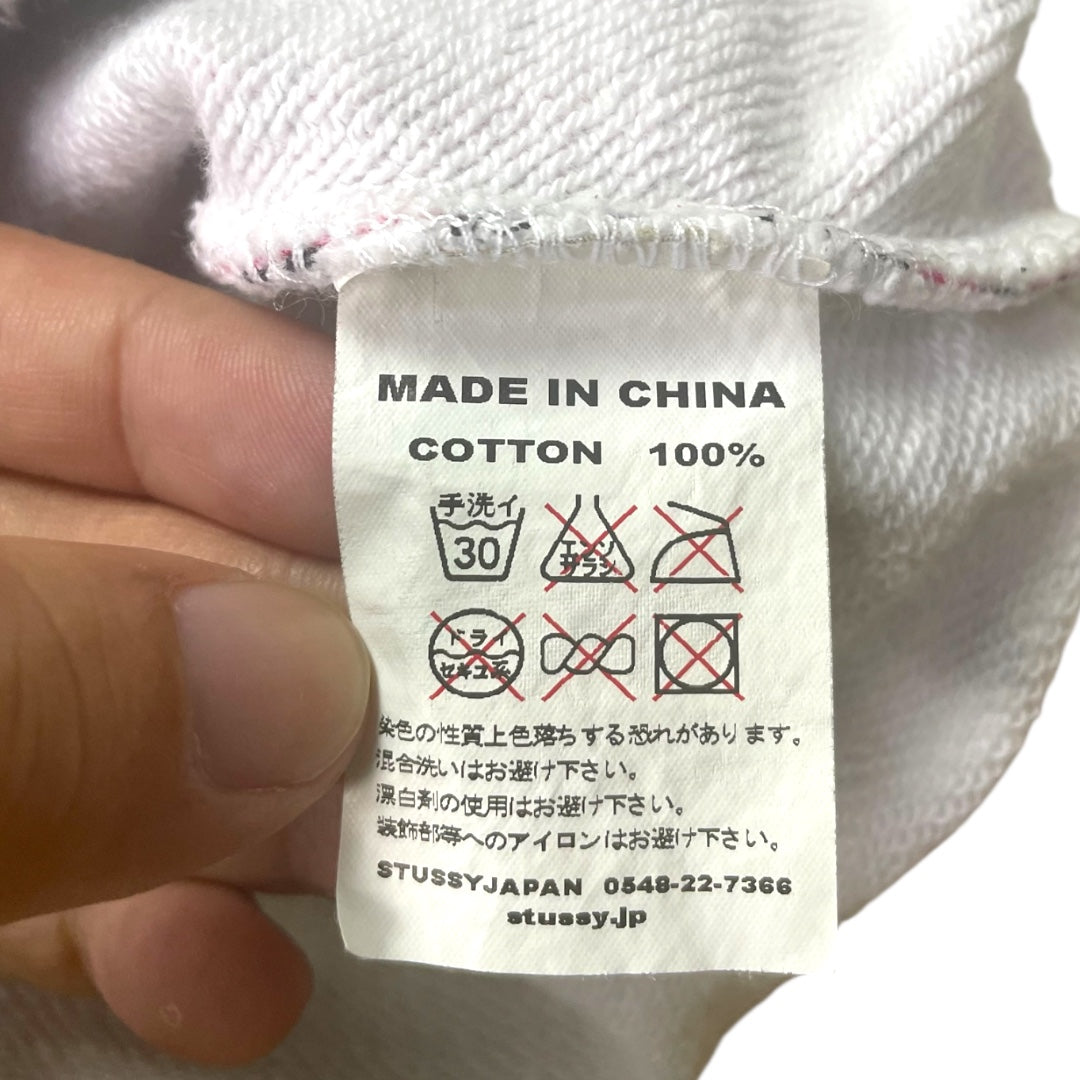 MADE IN CHINA
COTTON 100%
手洗イ
30
エンソ
サラシ
ドライ
セキユ系
染色の性質上色落ちする恐れがあります。
混合洗いはお避け下さい。
漂白剤の使用はお避け下さい。
装飾部等へのアイロンはお避け下さい。
STUSSYJAPAN 0548-22-7366
stussy.jp